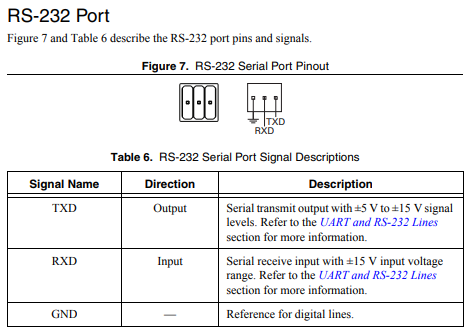 RS-232 Port
Figure 7 and Table 6 describe the RS-232 port pins and signals.
Figure 7. RS-232 Serial Port Pinout
TXD
RXD
Table 6. RS-232 Serial Port Signal Descriptions
Signal Name Direction Description
TXD Output Serial transmit output with ±5 V to ±15 V signal
levels. Refer to the UART and RS-232 Lines
section for more information.
RXD Input Serial receive input with ±15 V input voltage
range. Refer to the UART and RS-232 Lines
section for more information.
GND — Reference for digital lines.